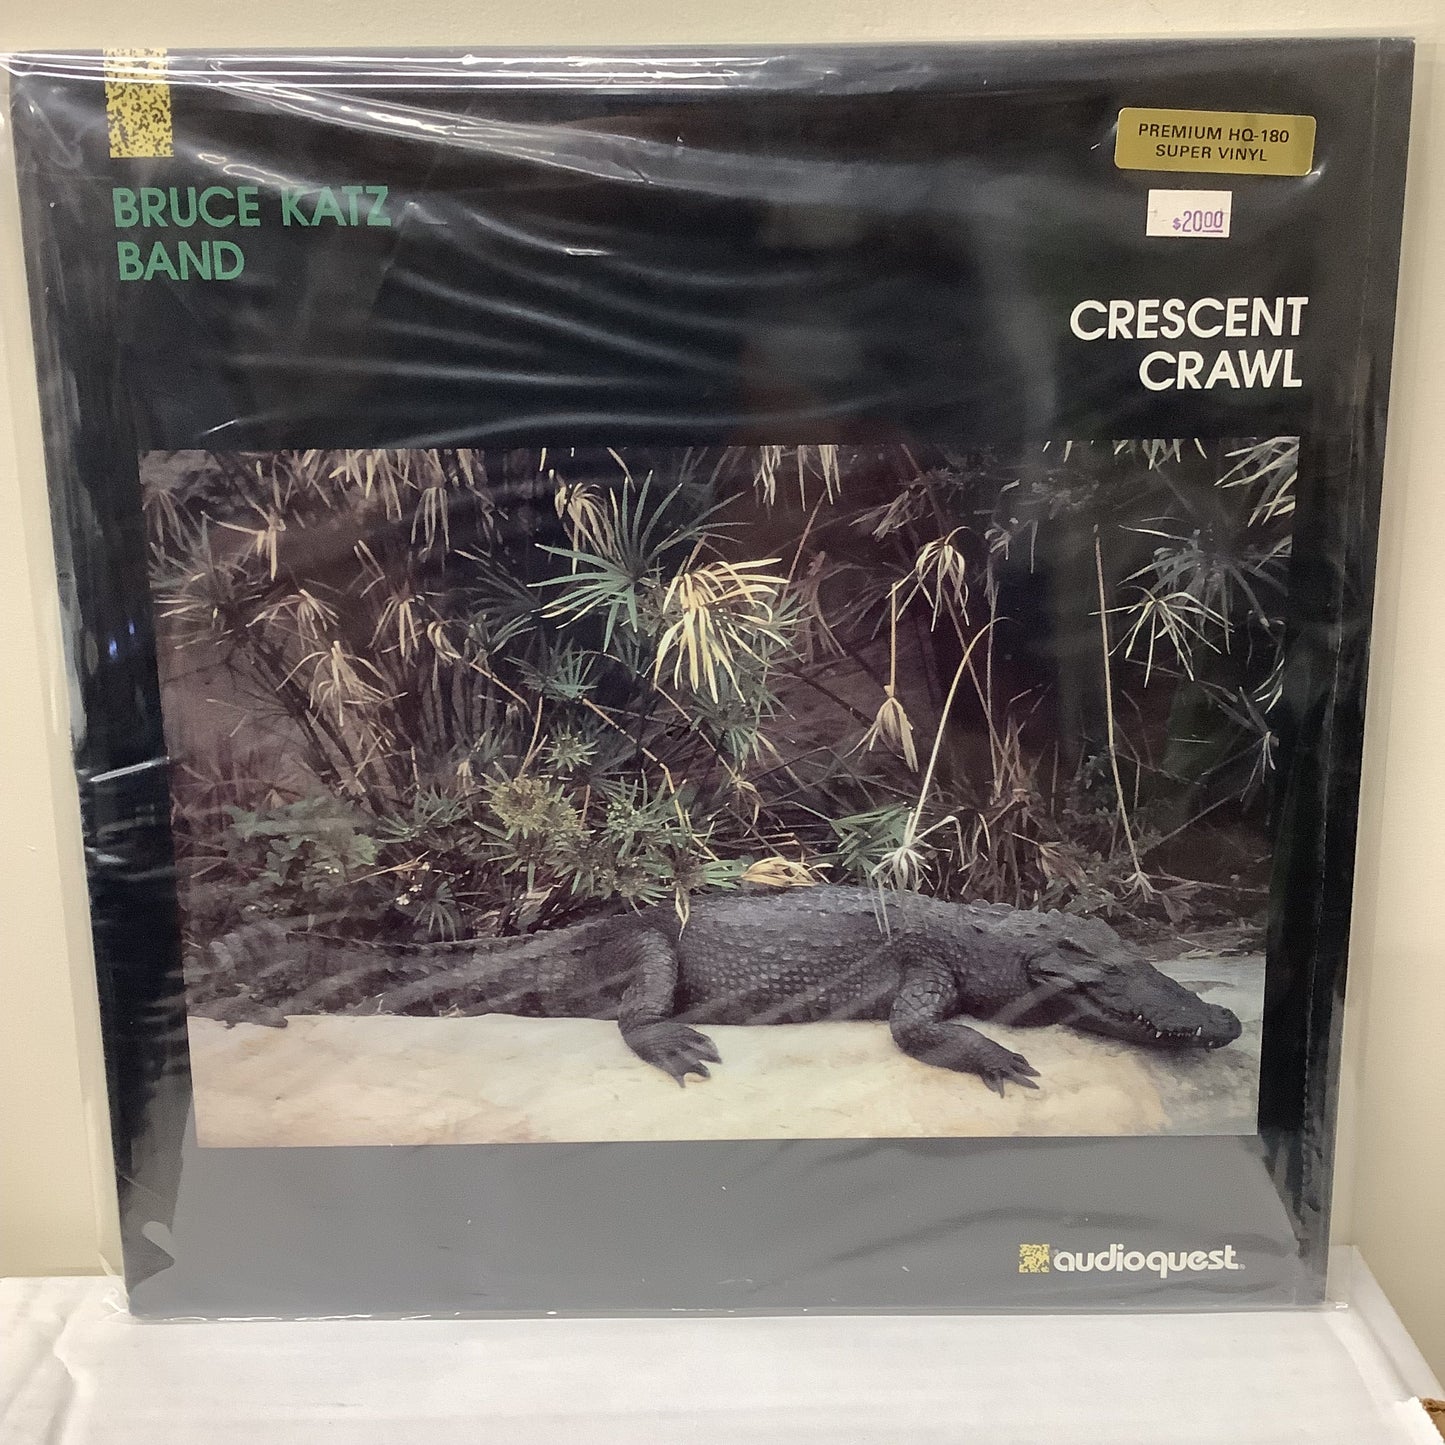 BRUCE KATZ
BAND
PREMIUM HQ-180
SUPER VINYL
$20.00
CRESCENT
CRAWL
audioquest®